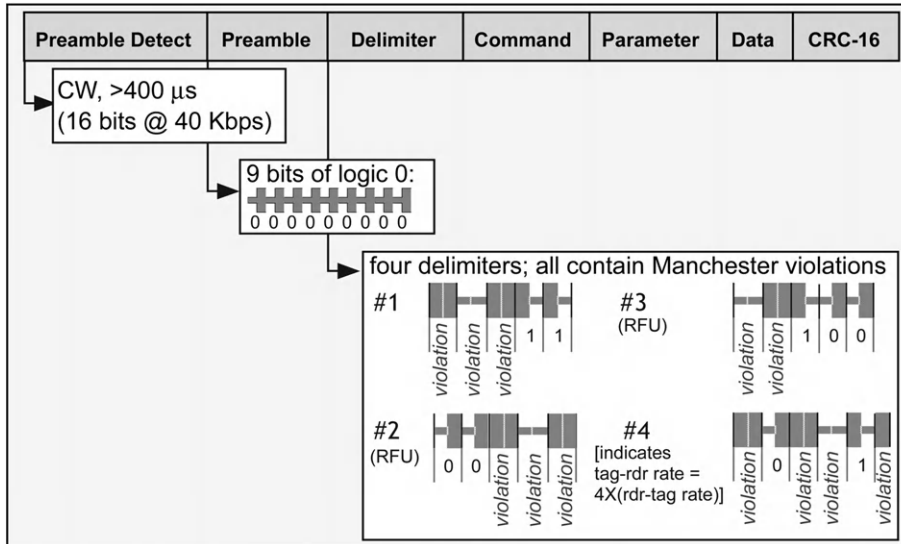 Preamble Detect Preamble Delimiter Command Parameter Data CRC-16
CW, >400 µs
(16 bits @ 40 Kbps)
9 bits of logic 0:
0 0 0 0 0 0 0 0 0
four delimiters; all contain Manchester violations
#1
violation violation violation 1 1
#3
(RFU)
violation violation 1 0 0
#2
(RFU)
0 0 violation violation violation
#4
[indicates
tag-rdr rate =
4X(rdr-tag rate)]
violation 0 violation violation 1 violation